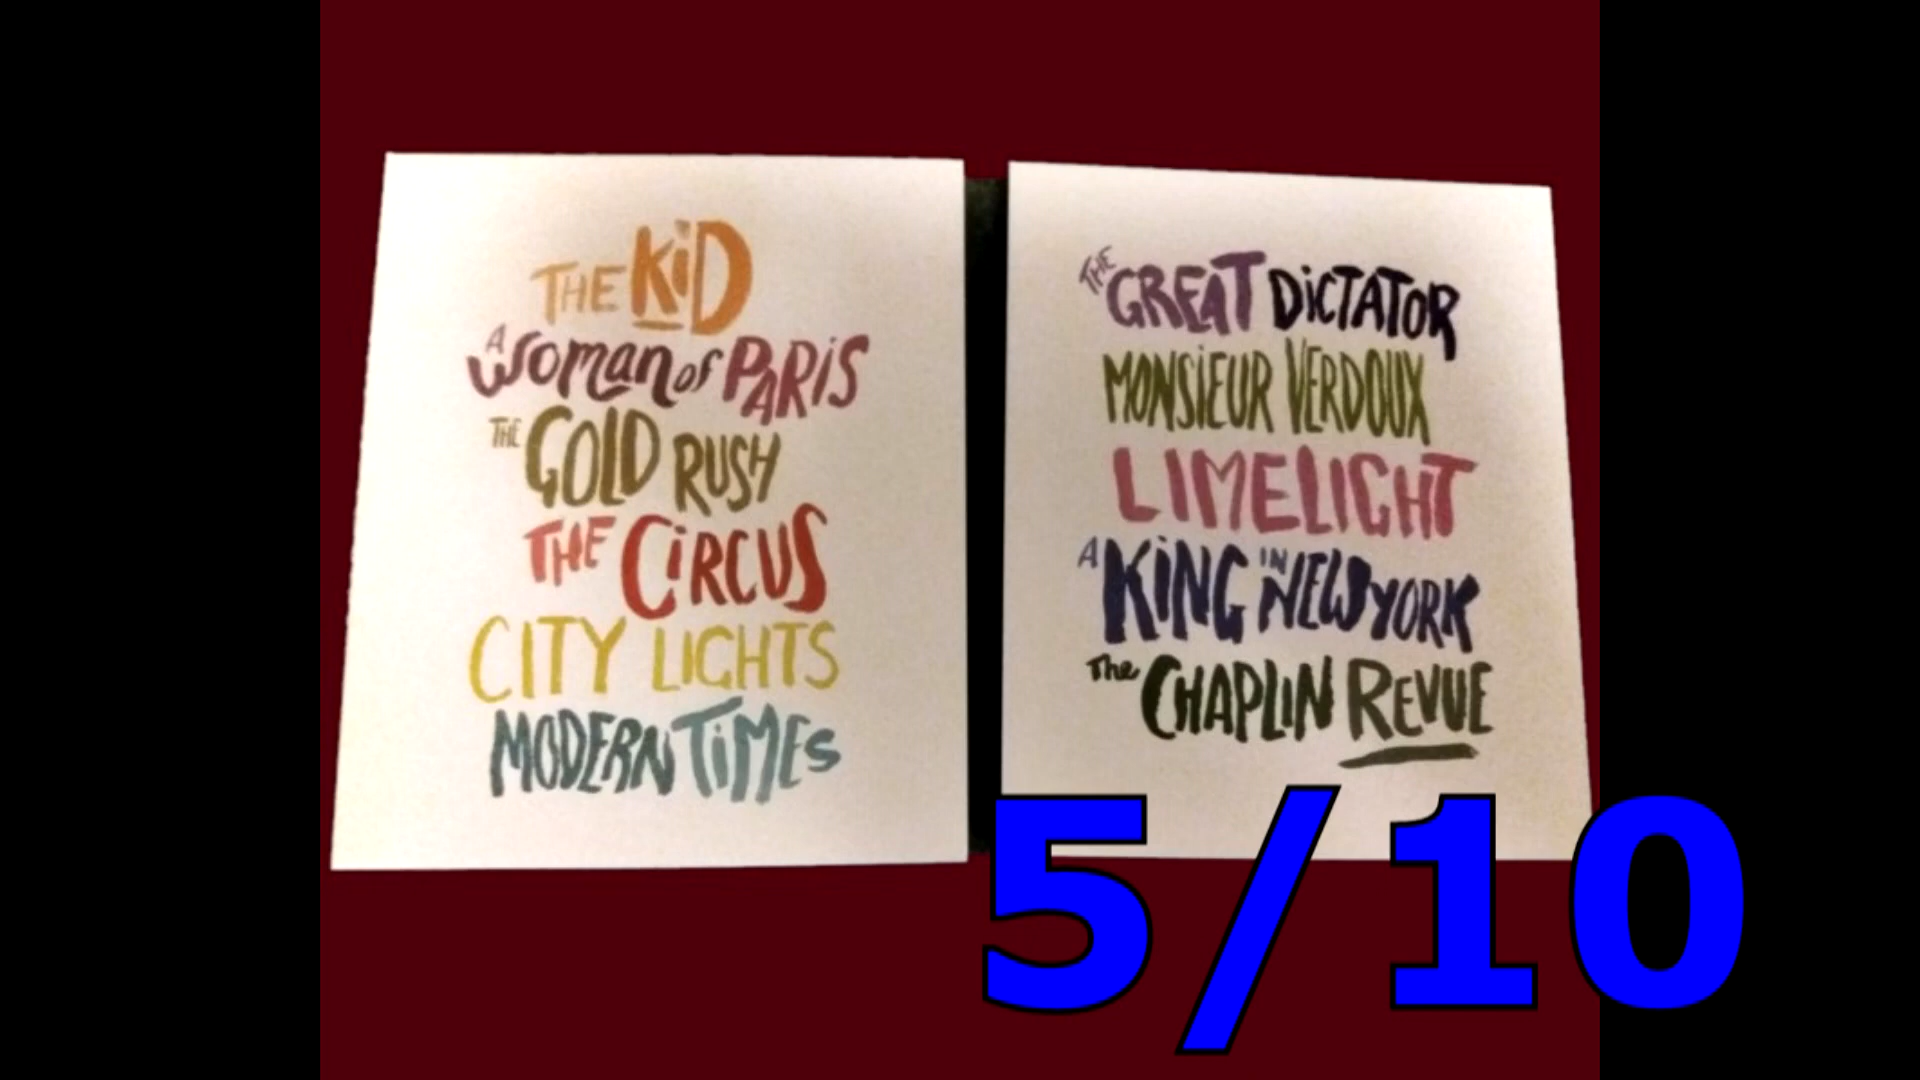 THE KiD
A Woman of PARiS
THE GOLD RUSH
THE CiRCUS
CITY LIGHTS
MODERN TiMES
THE GREAT DiCTATOR
MONSiEUR VERDOUX
LIMELIGHT
A KiNG IN NEW YORK
The CHAPLIN REVUE
5/10